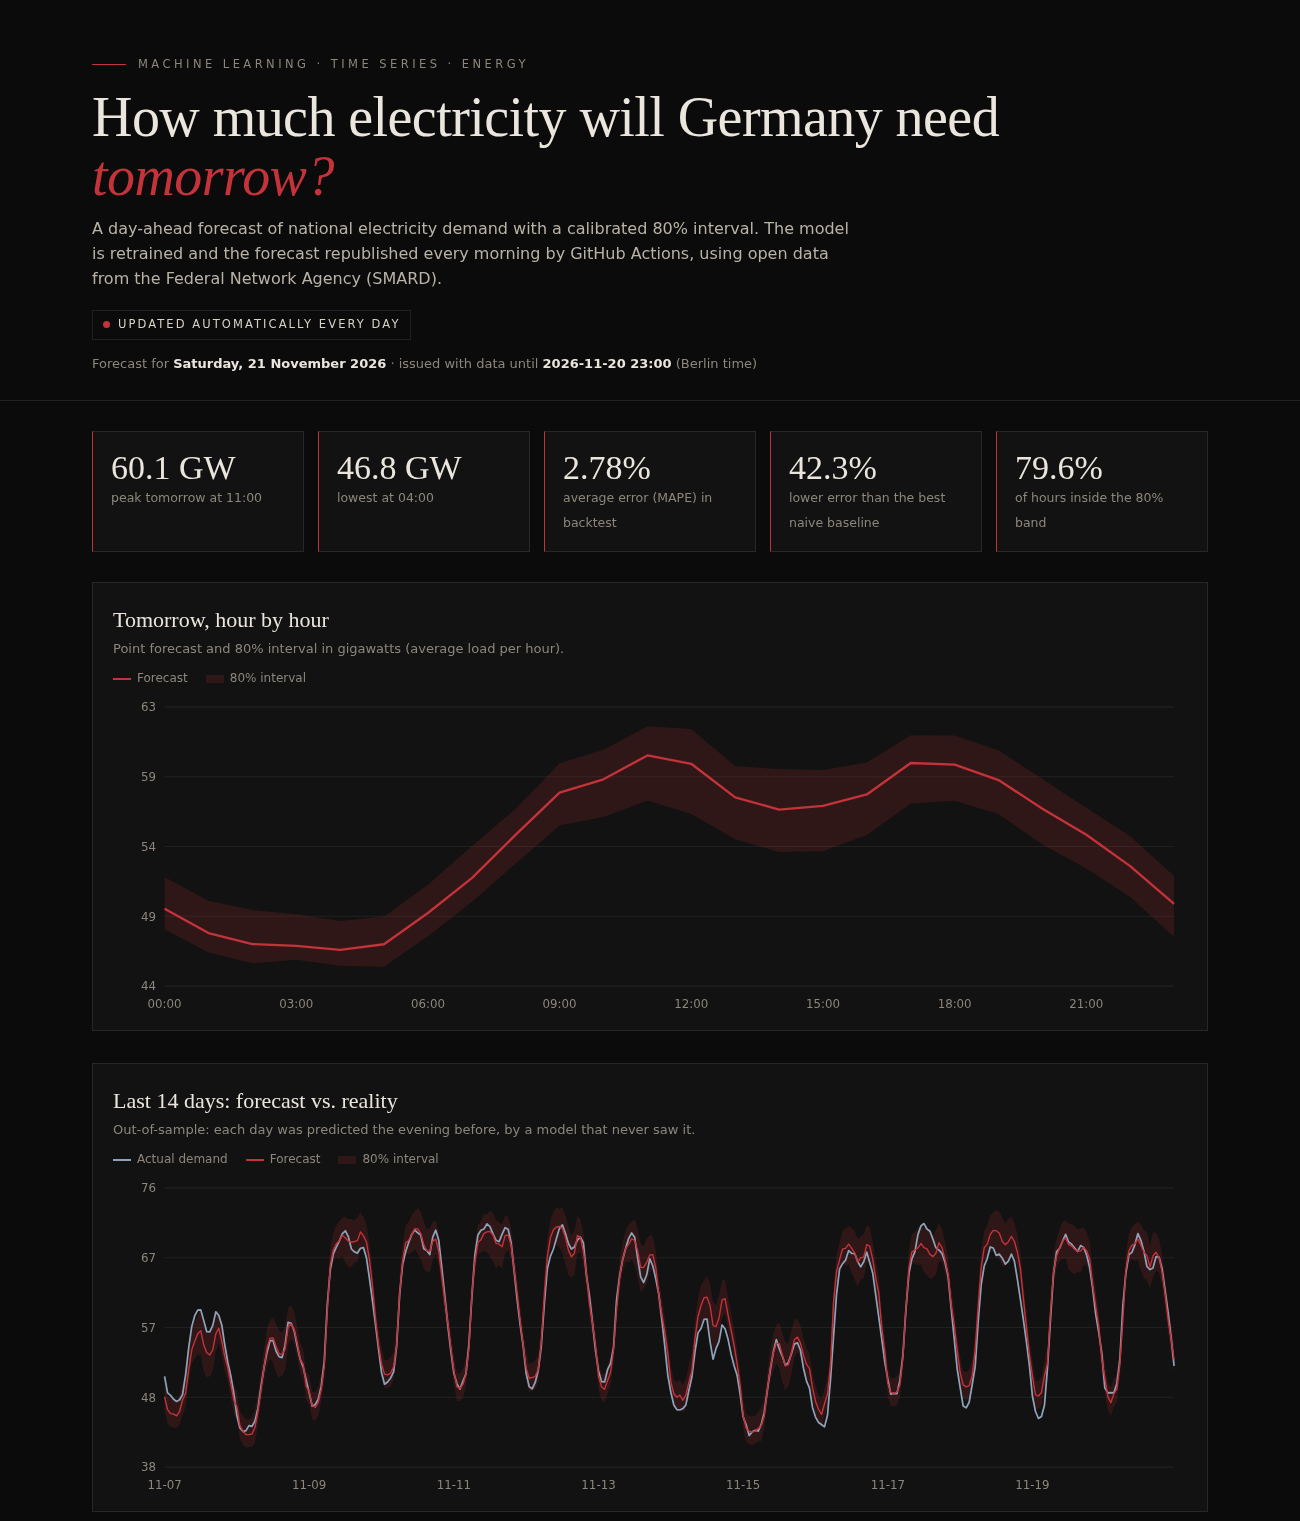 MACHINE LEARNING · TIME SERIES · ENERGY
How much electricity will Germany need
tomorrow?
A day-ahead forecast of national electricity demand with a calibrated 80% interval. The model
is retrained and the forecast republished every morning by GitHub Actions, using open data
from the Federal Network Agency (SMARD).
UPDATED AUTOMATICALLY EVERY DAY
Forecast for Saturday, 21 November 2026 · issued with data until 2026-11-20 23:00 (Berlin time)
60.1 GW
peak tomorrow at 11:00
46.8 GW
lowest at 04:00
2.78%
average error (MAPE) in
backtest
42.3%
lower error than the best
naive baseline
79.6%
of hours inside the 80%
band
Tomorrow, hour by hour
Point forecast and 80% interval in gigawatts (average load per hour).
Forecast 80% interval
63
59
54
49
44
00:00 03:00 06:00 09:00 12:00 15:00 18:00 21:00
Last 14 days: forecast vs. reality
Out-of-sample: each day was predicted the evening before, by a model that never saw it.
Actual demand Forecast 80% interval
76
67
57
48
38
11-07 11-09 11-11 11-13 11-15 11-17 11-19